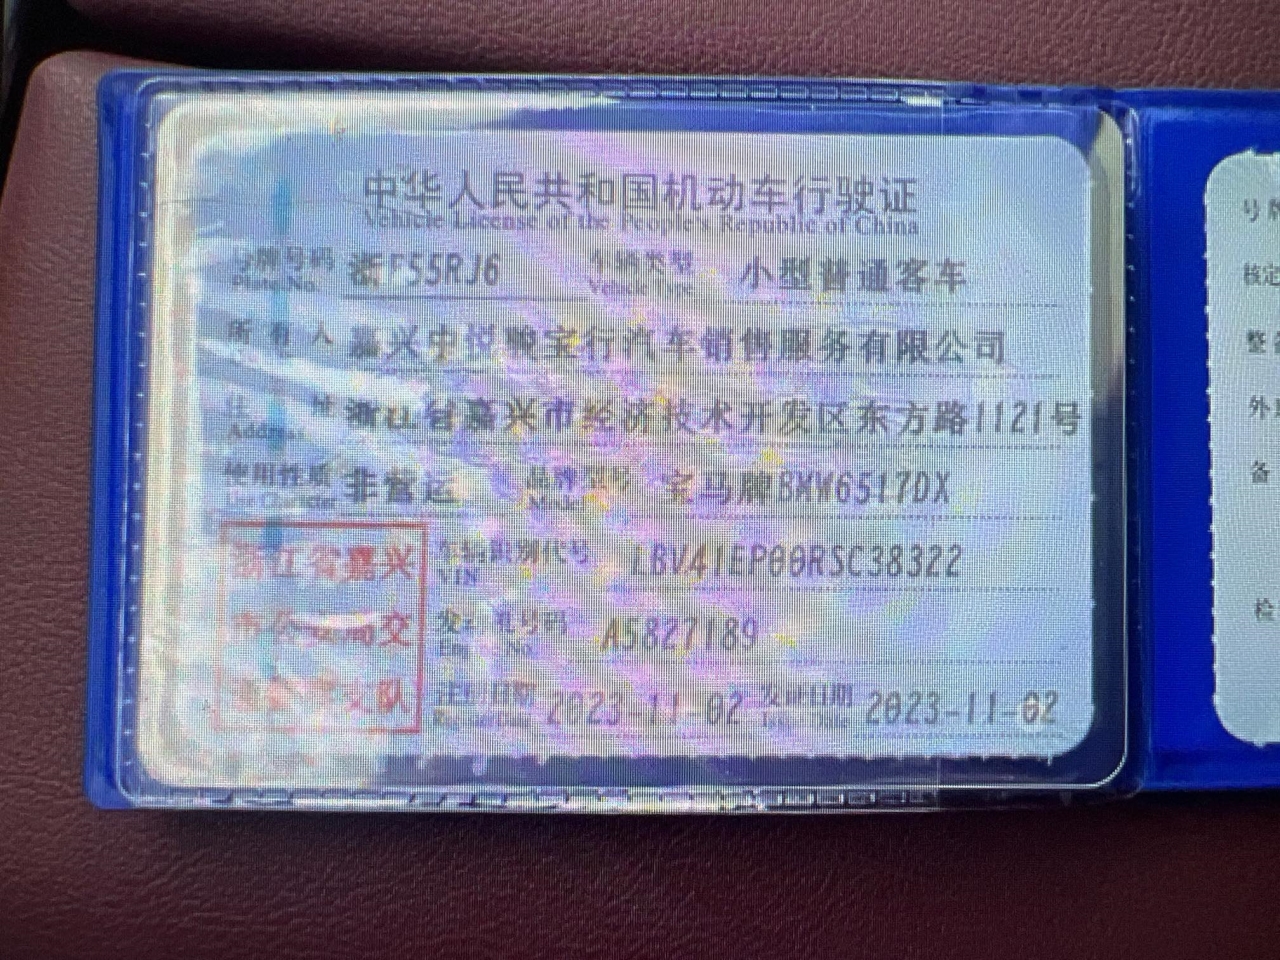 中华人民共和国机动车行驶证
Vehicle License of the People's Republic of China
号牌号码 浙F55RJ6 车辆类型 小型普通客车
Plate No. Vehicle Type
所有人 嘉兴中悦骏宝行汽车销售服务有限公司
住址 浙江省嘉兴市经济技术开发区东方路1121号
Address
使用性质 非营运 品牌型号 宝马牌BMW6517DX
Use Character Model
浙江省嘉兴
市公安局交
通警察支队
车辆识别代号 LBV41EP00RSC38322
VIN
发动机号码 A5827189
Engine No.
注册日期 2023-11-02 发证日期 2023-11-02
Register Date Issue Date
号牌
核定
整备
外
备
检